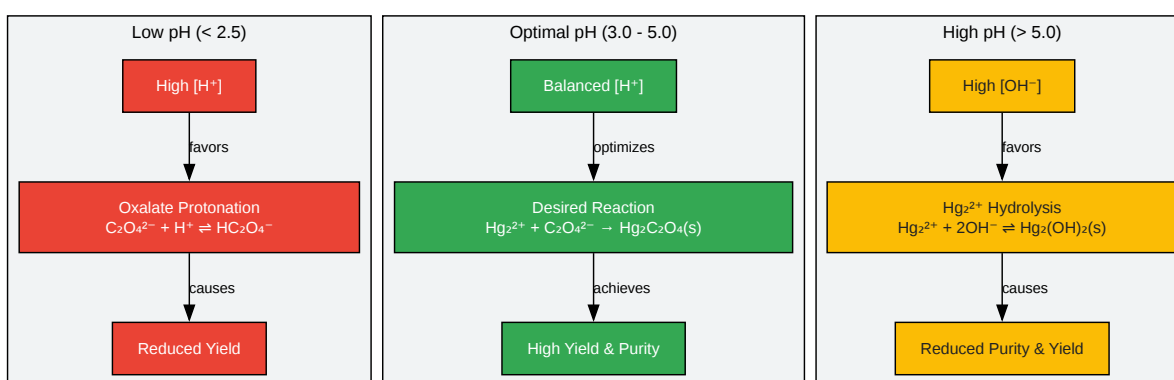 Low pH (< 2.5)
High [H⁺]
favors
Oxalate Protonation
C₂O₄²⁻ + H⁺ ⇌ HC₂O₄⁻
causes
Reduced Yield
Optimal pH (3.0 - 5.0)
Balanced [H⁺]
optimizes
Desired Reaction
Hg₂²⁺ + C₂O₄²⁻ → Hg₂C₂O₄(s)
achieves
High Yield & Purity
High pH (> 5.0)
High [OH⁻]
favors
Hg₂²⁺ Hydrolysis
Hg₂²⁺ + 2OH⁻ ⇌ Hg₂(OH)₂(s)
causes
Reduced Purity & Yield